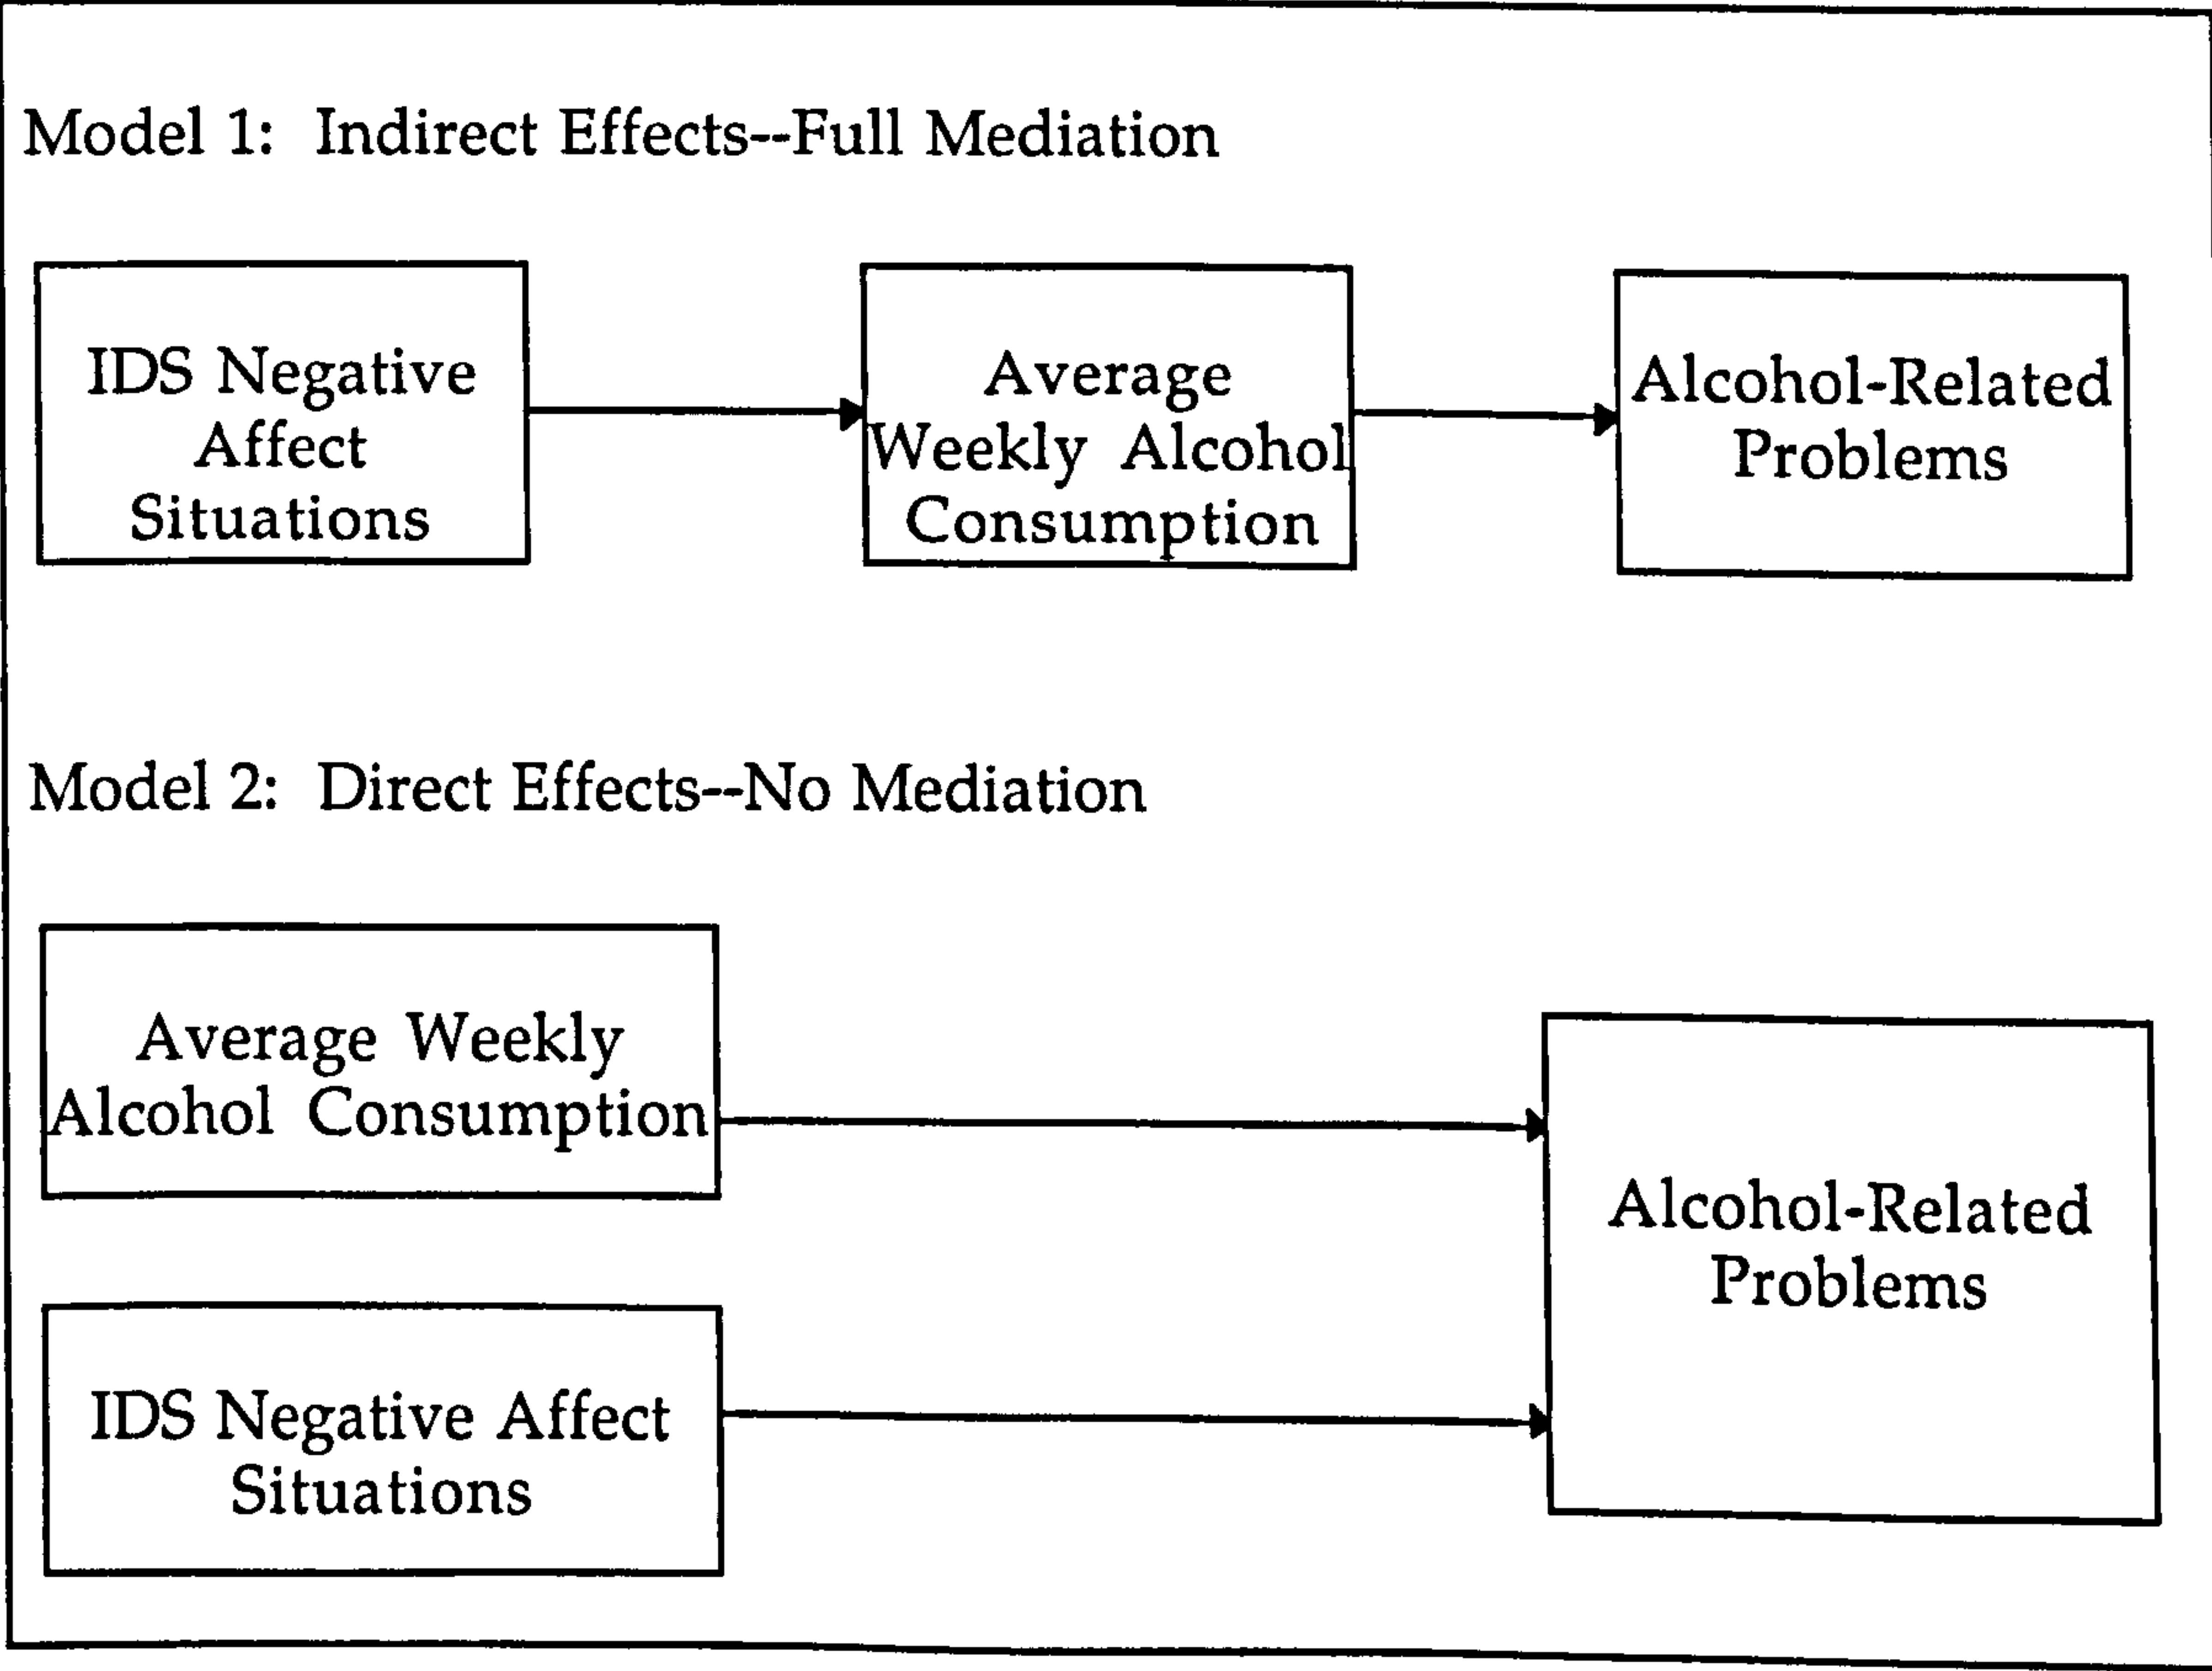 Model 1: Indirect Effects--Full Mediation
IDS Negative
Affect
Situations
Average
Weekly Alcohol
Consumption
Alcohol-Related
Problems
Model 2: Direct Effects--No Mediation
Average Weekly
Alcohol Consumption
IDS Negative Affect
Situations
Alcohol-Related
Problems